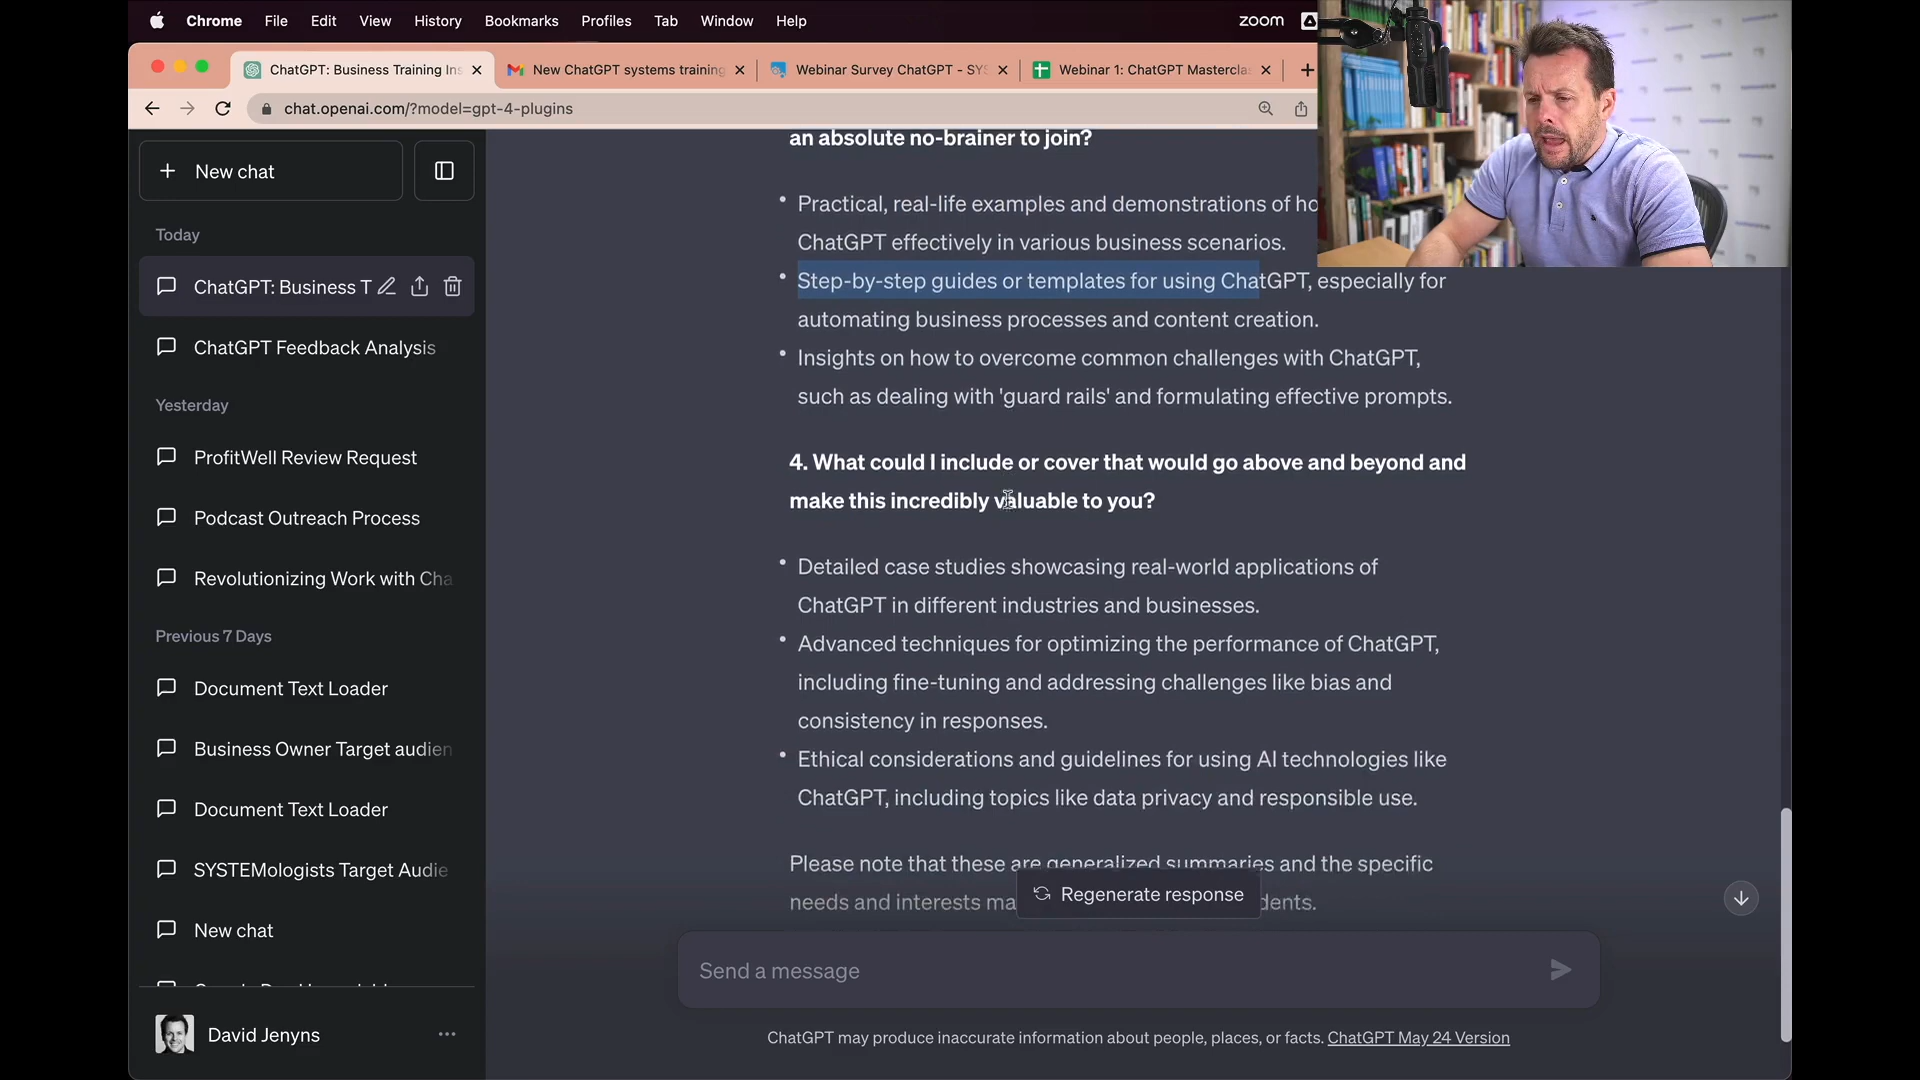 Chrome File Edit View History Bookmarks Profiles Tab Window Help zoom
ChatGPT: Business Training In
New ChatGPT systems training
Webinar Survey ChatGPT - SYS
Webinar 1: ChatGPT Mastercla
chat.openai.com/?model=gpt-4-plugins
New chat
Today
ChatGPT: Business T
ChatGPT Feedback Analysis
Yesterday
ProfitWell Review Request
Podcast Outreach Process
Revolutionizing Work with Cha
Previous 7 Days
Document Text Loader
Business Owner Target audien
Document Text Loader
SYSTEMologists Target Audie
New chat
David Jenyns
an absolute no-brainer to join?
• Practical, real-life examples and demonstrations of ho
ChatGPT effectively in various business scenarios.
• Step-by-step guides or templates for using ChatGPT, especially for
automating business processes and content creation.
• Insights on how to overcome common challenges with ChatGPT,
such as dealing with 'guard rails' and formulating effective prompts.
4. What could I include or cover that would go above and beyond and
make this incredibly valuable to you?
• Detailed case studies showcasing real-world applications of
ChatGPT in different industries and businesses.
• Advanced techniques for optimizing the performance of ChatGPT,
including fine-tuning and addressing challenges like bias and
consistency in responses.
• Ethical considerations and guidelines for using AI technologies like
ChatGPT, including topics like data privacy and responsible use.
Please note that these are generalized summaries and the specific
needs and interests ma dents.
Regenerate response
Send a message
ChatGPT may produce inaccurate information about people, places, or facts. ChatGPT May 24 Version